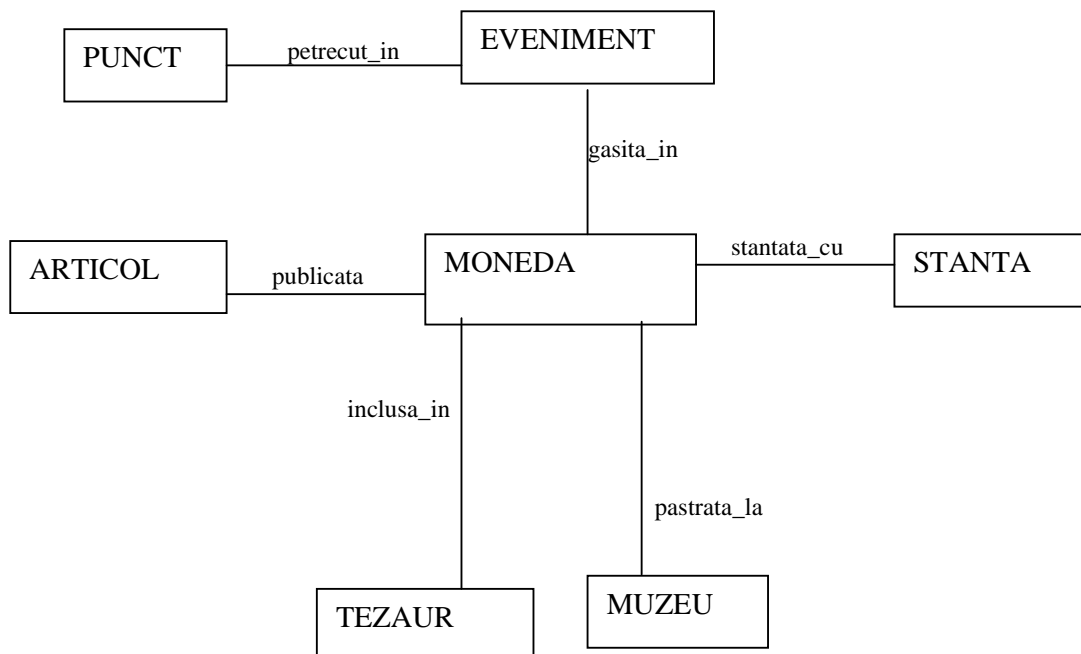 EVENIMENT
PUNCT
petrecut_in
gasita_in
ARTICOL
publicata
MONEDA
stantata_cu
STANTA
inclusa_in
pastrata_la
TEZAUR
MUZEU